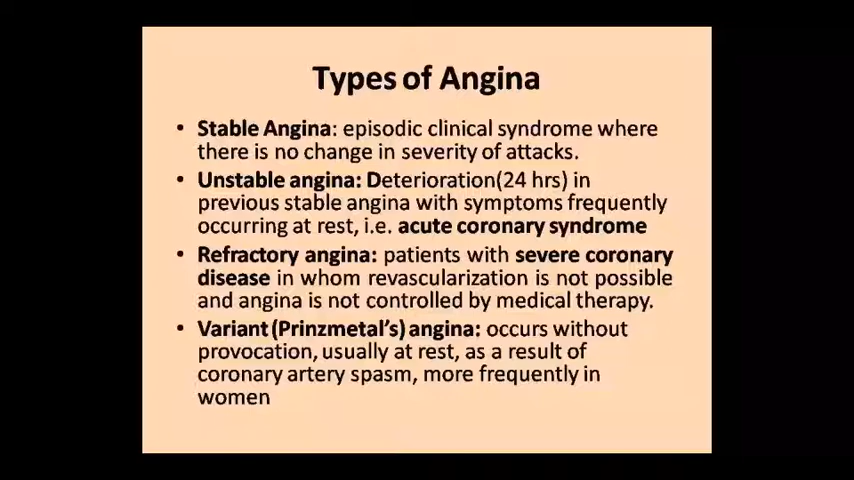 Types of Angina
• Stable Angina: episodic clinical syndrome where
there is no change in severity of attacks.
• Unstable angina: Deterioration(24 hrs) in
previous stable angina with symptoms frequently
occurring at rest, i.e. acute coronary syndrome
• Refractory angina: patients with severe coronary
disease in whom revascularization is not possible
and angina is not controlled by medical therapy.
• Variant (Prinzmetal's) angina: occurs without
provocation, usually at rest, as a result of
coronary artery spasm, more frequently in
women